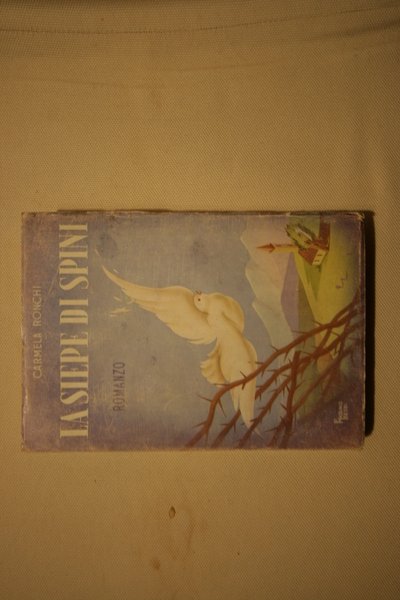 CARMELA RONCHI
LA SIEPE DI SPINI
ROMANZO